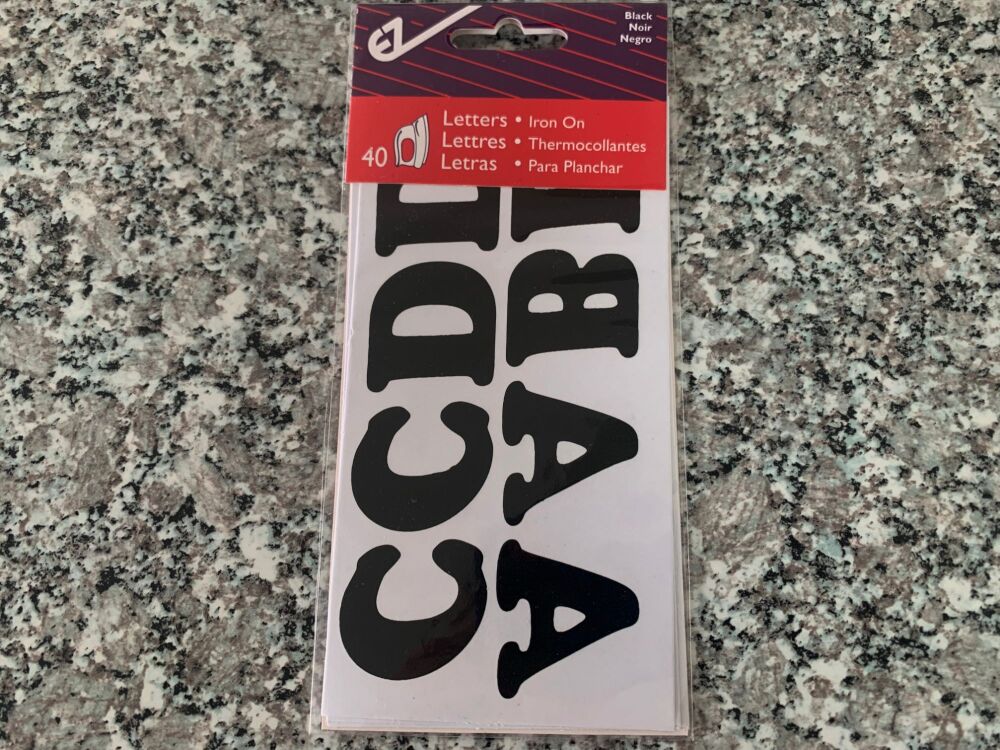 EZ
Black
Noir
Negro
40
Letters • Iron On
Lettres • Thermocollantes
Letras • Para Planchar
A A B
C C D D